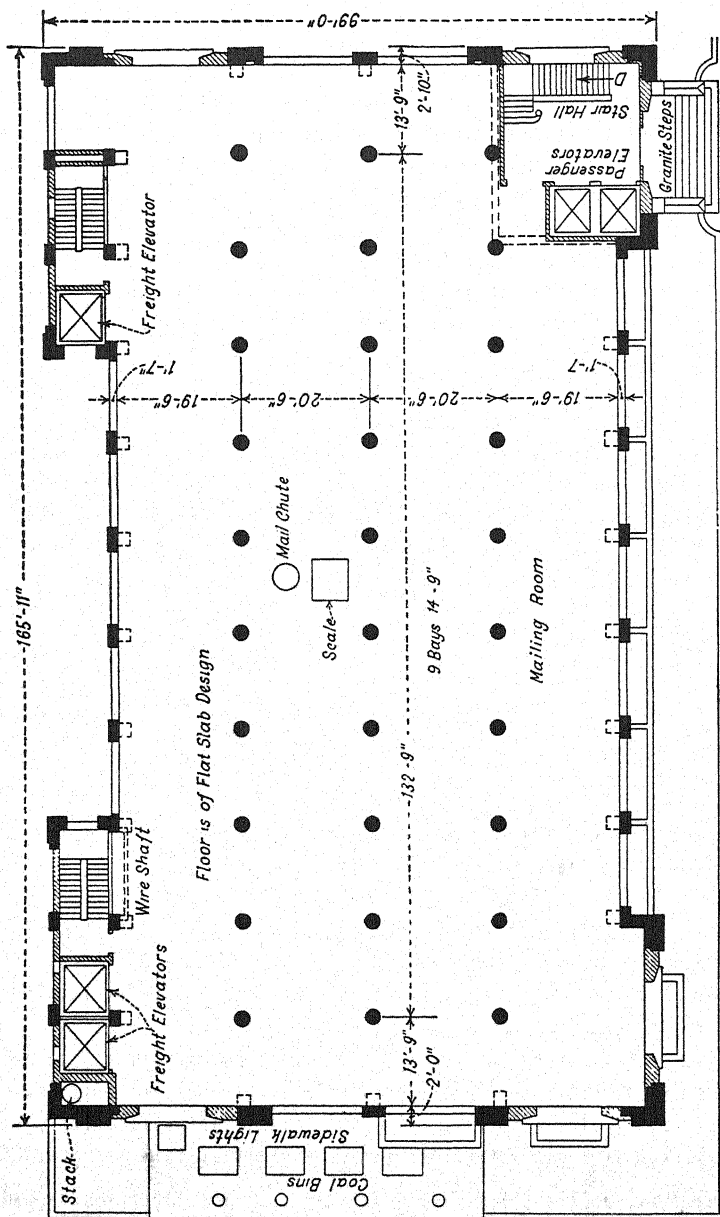 99'-0"
165'-11"
13'-9"
2'-10"
D
Stair Hall
Passenger
Elevators
Granite Steps
Freight Elevator
1'-7"
19'-6"
20'-6"
20'-6"
19'-6"
1'-7
Mail Chute
Scale
9 Bays 14-9"
Mailing Room
Floor is of Flat Slab Design
132-9"
Wire Shaft
Freight Elevators
13'-9"
2'-0"
Stack
Sidewalk Lights
Coal Bins